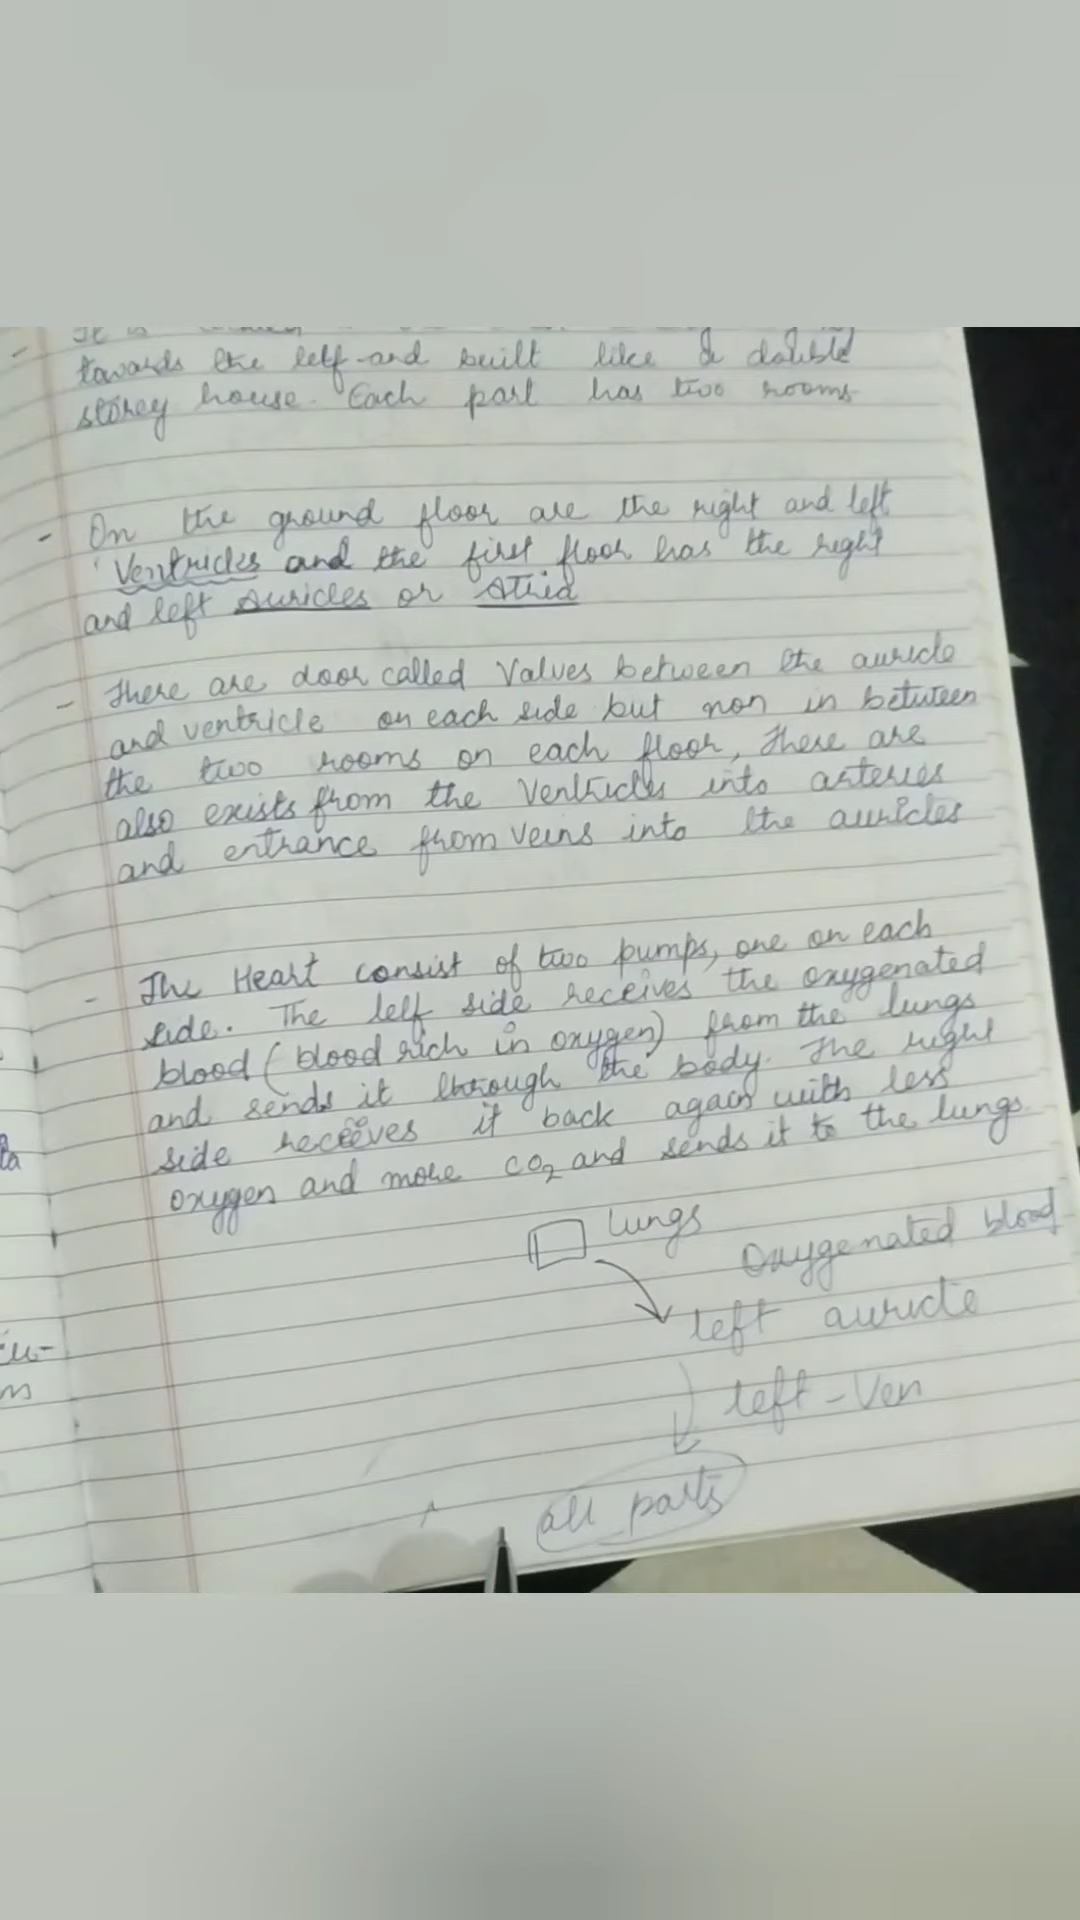 It is
towards the left and built like a double
storey house. Each part has two rooms
- On the ground floor are the right and left
Ventricles and the first floor has the right
and left auricles or atria
- There are door called Valves between the auricle
and ventricle on each side but non in between
the two rooms on each floor, There are
also exists from the Ventricles into arteries
and entrance from veins into the auricles
- The Heart consist of two pumps, one on each
side. The left side receives the oxygenated
blood (blood rich in oxygen) from the lungs
and sends it through the body. The right
side receives it back again with less
oxygen and more CO2 and sends it to the lungs
lungs
Oxygenated blood
left auricle
left-Ven
all parts